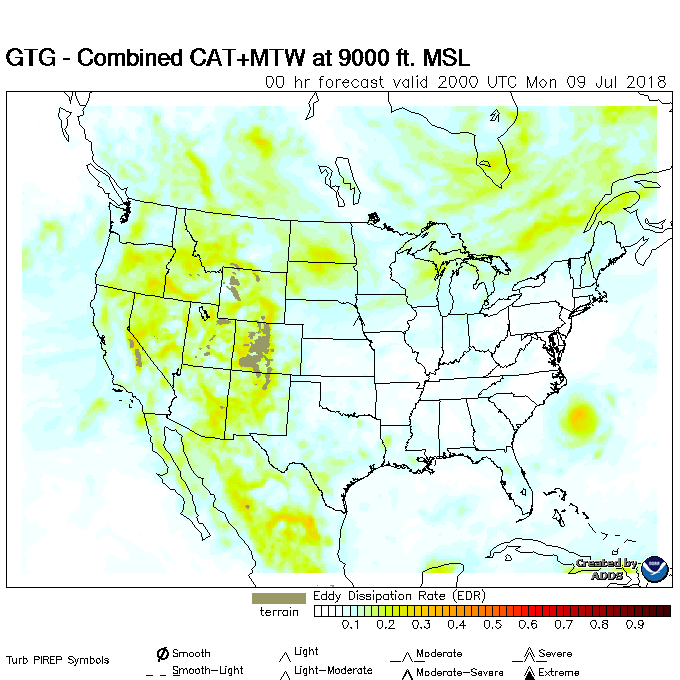 GTG - Combined CAT+MTW at 9000 ft. MSL
00 hr forecast valid 2000 UTC Mon 09 Jul 2018
Created by
ADDS
Eddy Dissipation Rate (EDR)
terrain
0.1 0.2 0.3 0.4 0.5 0.6 0.7 0.8 0.9
Turb PIREP Symbols
Smooth Light Moderate Severe
Smooth-Light Light-Moderate Moderate-Severe Extreme